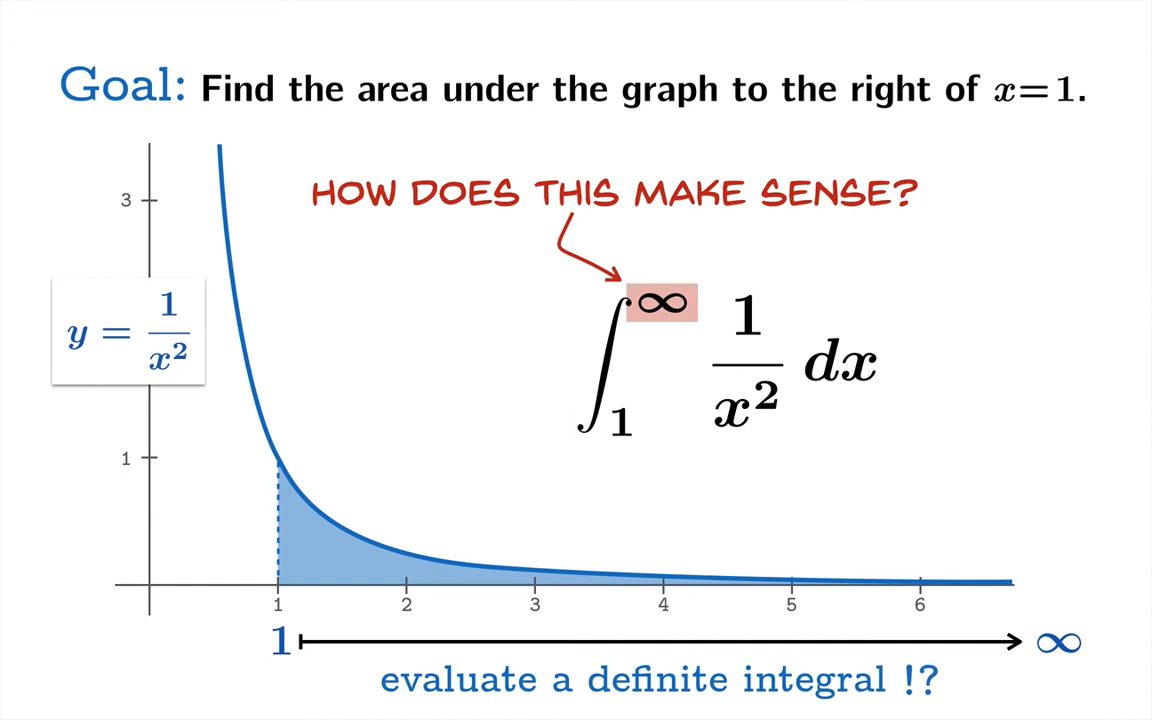 Goal: Find the area under the graph to the right of x=1.
HOW DOES THIS MAKE SENSE?
3
y = 1/x²
∫₁^∞ 1/x² dx
1
1 2 3 4 5 6
1 ∞
evaluate a definite integral !?